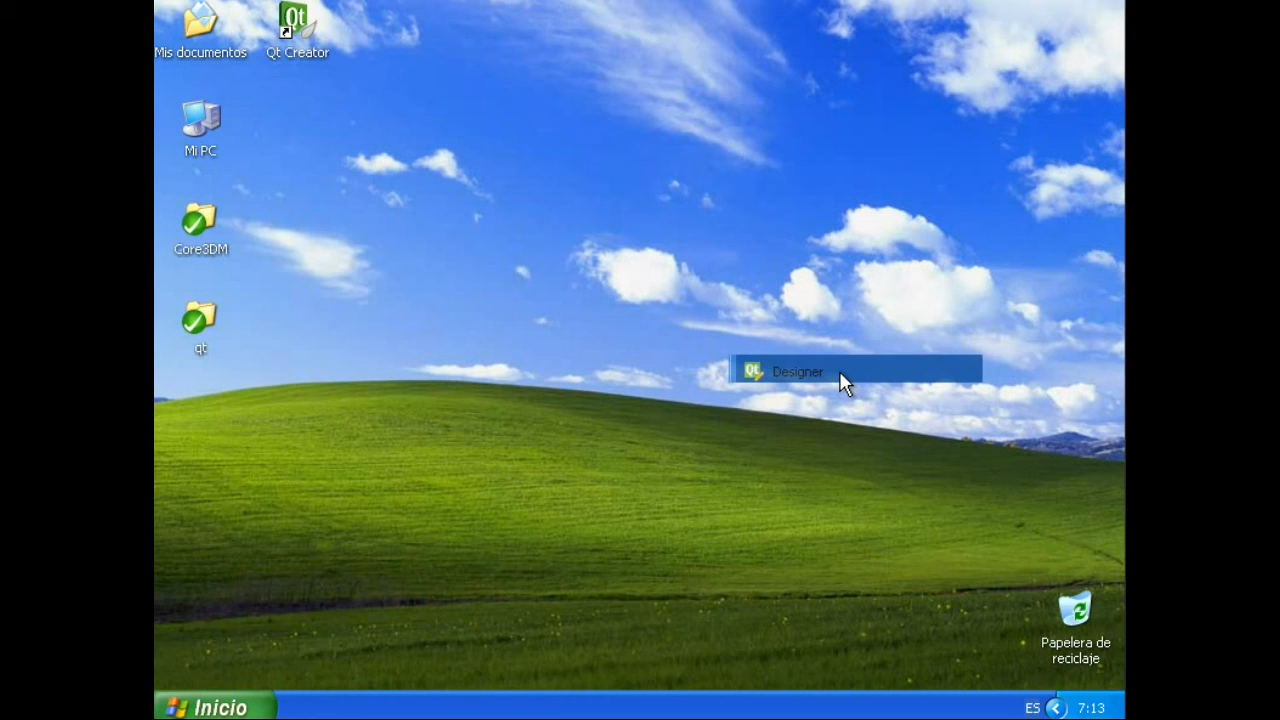 Mis documentos
Qt Creator
Mi PC
Core3DM
qt
Designer
Papelera de
reciclaje
Inicio
ES
7:13